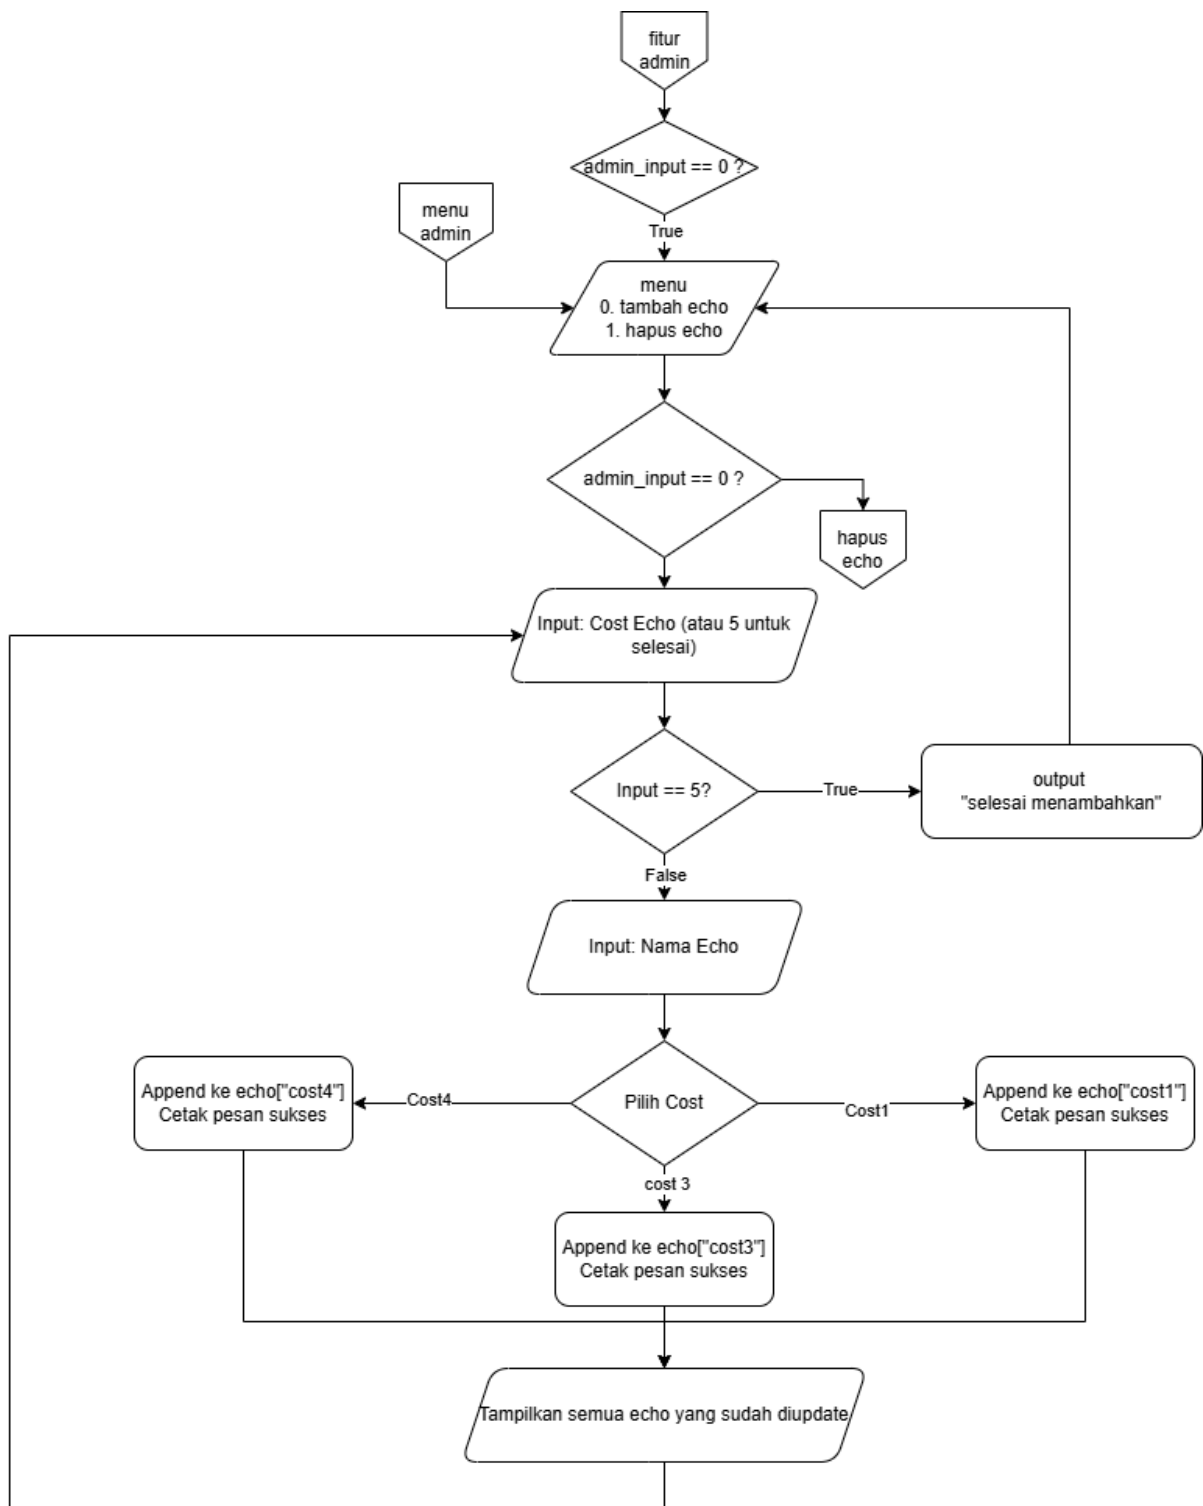 fitur
admin
admin_input == 0 ?
menu
admin
True
menu
0. tambah echo
1. hapus echo
admin_input == 0 ?
hapus
echo
Input: Cost Echo (atau 5 untuk
selesai)
Input == 5?
True
output
"selesai menambahkan"
False
Input: Nama Echo
Append ke echo["cost4"]
Cetak pesan sukses
Cost4
Pilih Cost
Cost1
Append ke echo["cost1"]
Cetak pesan sukses
cost 3
Append ke echo["cost3"]
Cetak pesan sukses
Tampilkan semua echo yang sudah diupdate